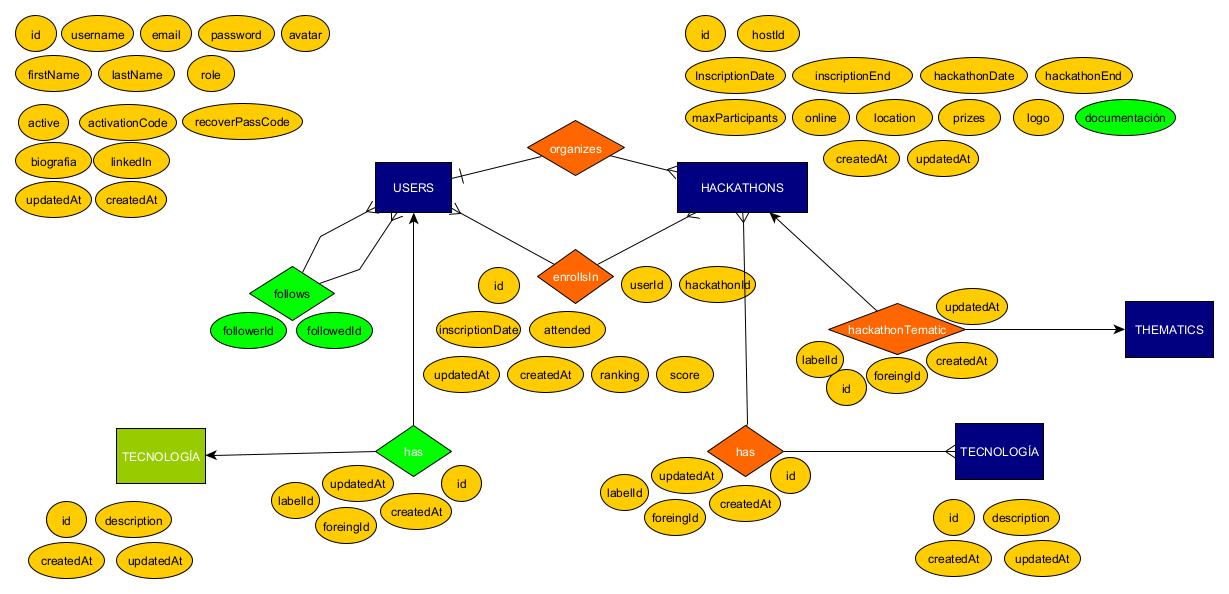 id username email password avatar
firstName lastName role
active activationCode recoverPassCode
biografia linkedIn
updatedAt createdAt
id hostId
InscriptionDate inscriptionEnd hackathonDate hackathonEnd
maxParticipants online location prizes logo documentación
createdAt updatedAt
organizes
USERS
HACKATHONS
follows
followerId followedId
enrollsIn
id userId hackathonId
inscriptionDate attended
updatedAt createdAt ranking score
hackathonTematic
updatedAt
labelId id foreingId createdAt
THEMATICS
TECNOLOGÍA
id description
createdAt updatedAt
has
labelId updatedAt id
foreingId createdAt
has
labelId updatedAt id
foreingId createdAt
TECNOLOGÍA
id description
createdAt updatedAt